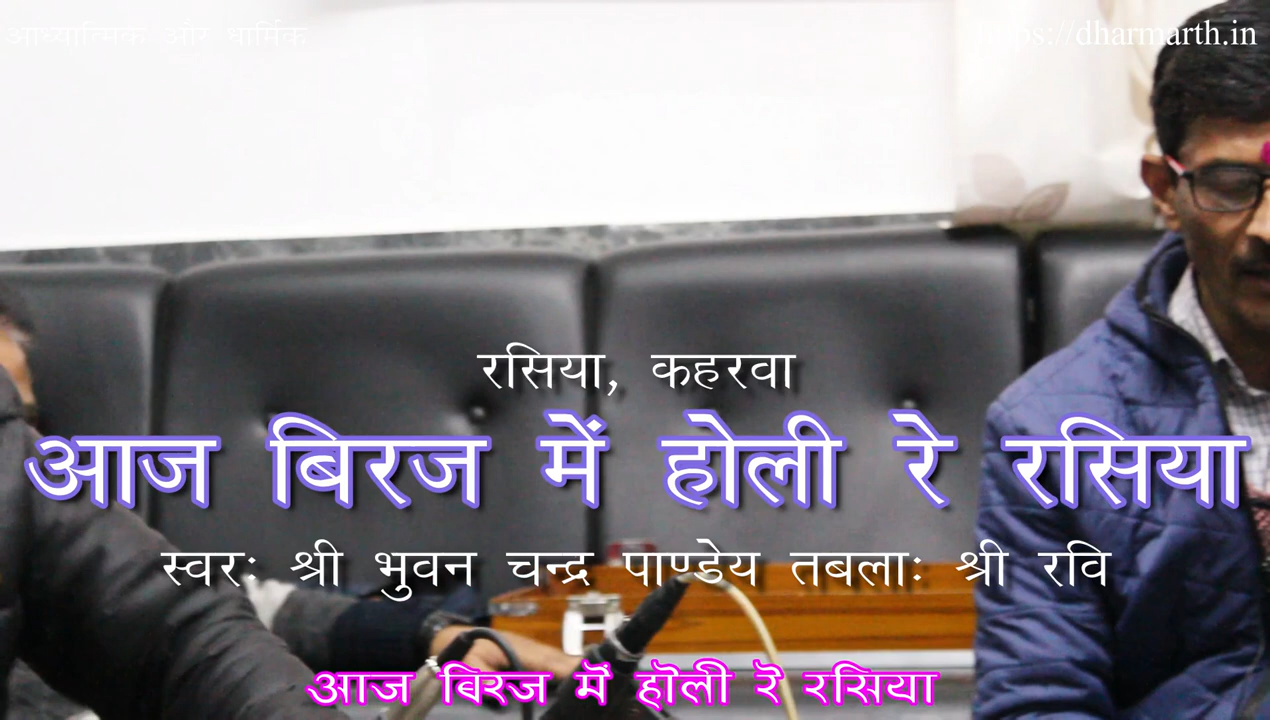 आध्यात्मिक और धार्मिक
https://dharmarth.in
रसिया, कहरवा
आज बिरज में होली रे रसिया
स्वरः श्री भुवन चन्द्र पाण्डेय तबलाः श्री रवि
आज बिरज में होली रे रसिया